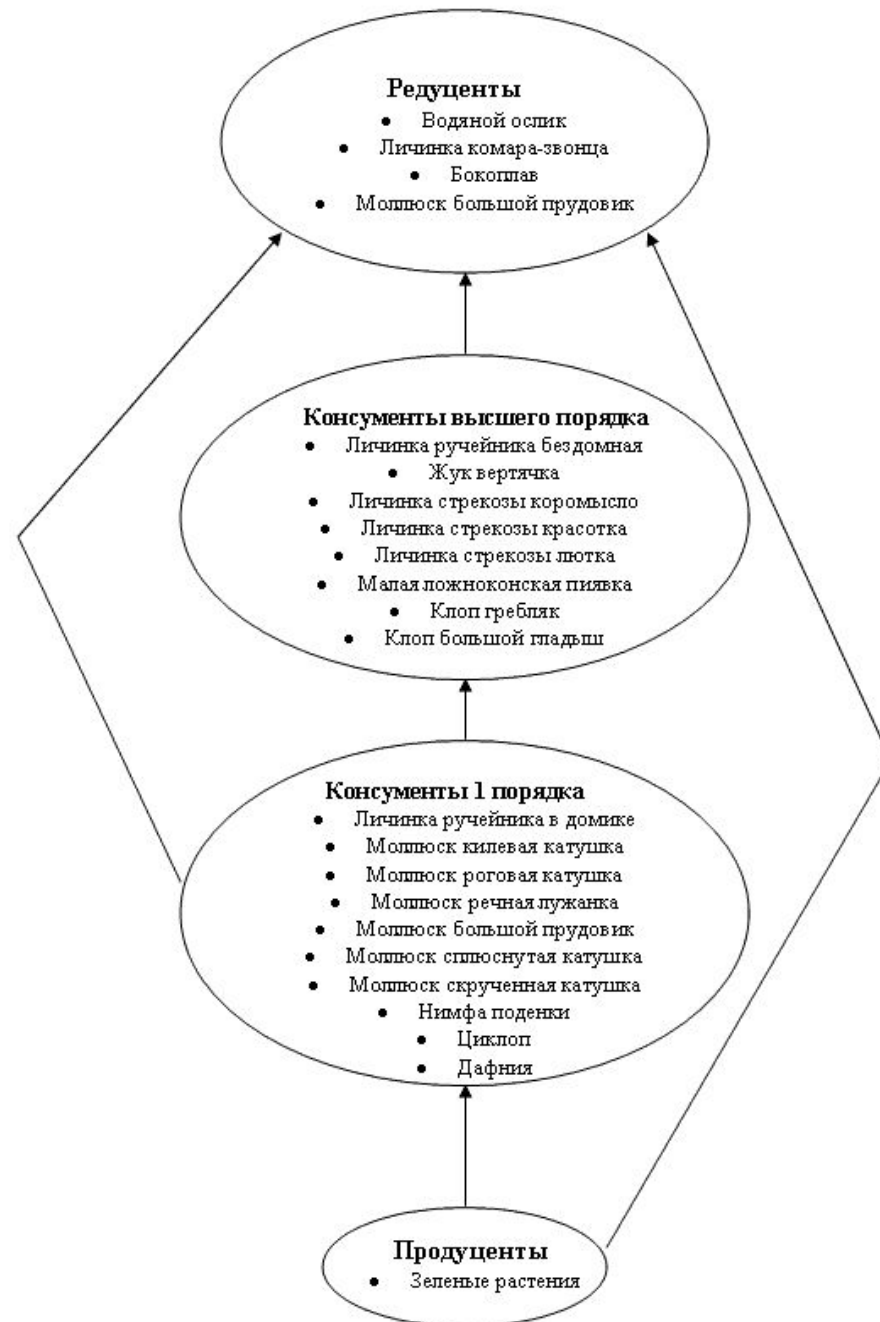 Редуценты
• Водяной ослик
• Личинка комара-звонца
• Бокоплав
• Моллюск большой прудовик
Консументы высшего порядка
• Личинка ручейника бездомная
• Жук вертячка
• Личинка стрекозы коромысло
• Личинка стрекозы красотка
• Личинка стрекозы лютка
• Малая ложноконская пиявка
• Клоп гребляк
• Клоп большой гладыш
Консументы 1 порядка
• Личинка ручейника в домике
• Моллюск килевая катушка
• Моллюск роговая катушка
• Моллюск речная лужанка
• Моллюск большой прудовик
• Моллюск сплюснутая катушка
• Моллюск скрученная катушка
• Нимфа поденки
• Циклоп
• Дафния
Продуценты
• Зеленые растения